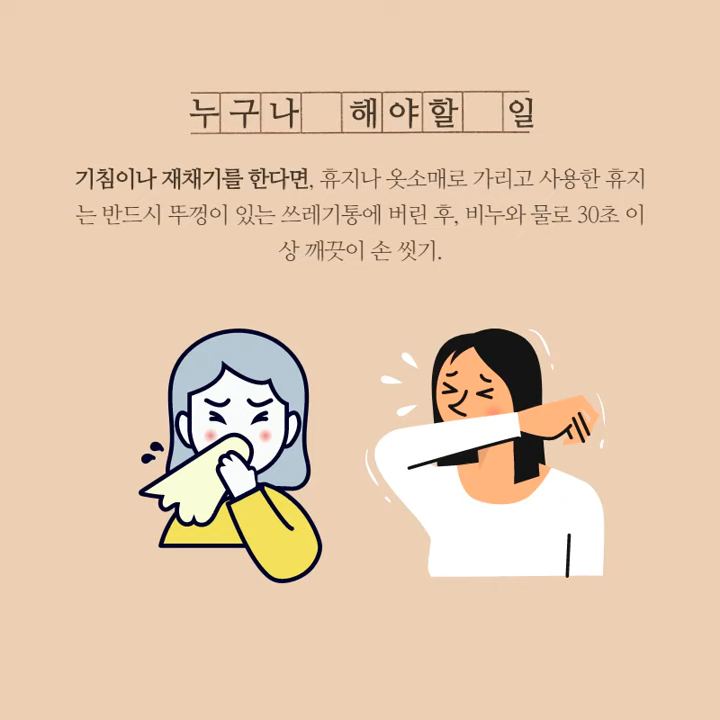 누구나 해야할 일
기침이나 재채기를 한다면, 휴지나 옷소매로 가리고 사용한 휴지
는 반드시 뚜껑이 있는 쓰레기통에 버린 후, 비누와 물로 30초 이
상 깨끗이 손 씻기.